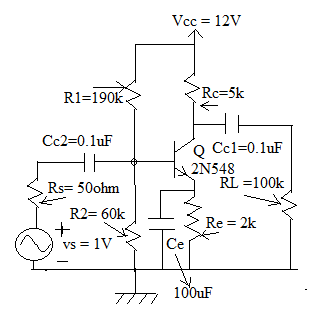 Vcc = 12V
R1=190k
Rc=5k
Cc2=0.1uF
Q
Cc1=0.1uF
2N548
RL =100k
Rs= 50ohm
R2= 60k
+
Re = 2k
vs = 1V
Ce
−
100uF